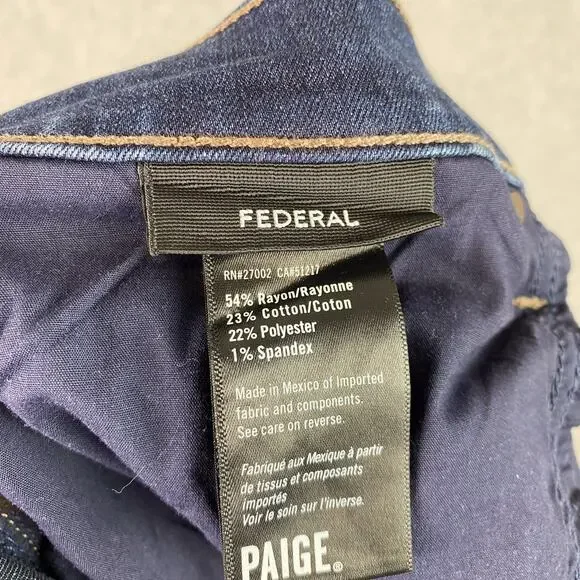 FEDERAL
RN#27002 CA#51217
54% Rayon/Rayonne
23% Cotton/Coton
22% Polyester
1% Spandex
Made in Mexico of Imported
fabric and components.
See care on reverse.
Fabriqué aux Mexique à partir
de tissus et composants
importés
Voir le soin sur l'inverse.
PAIGE®